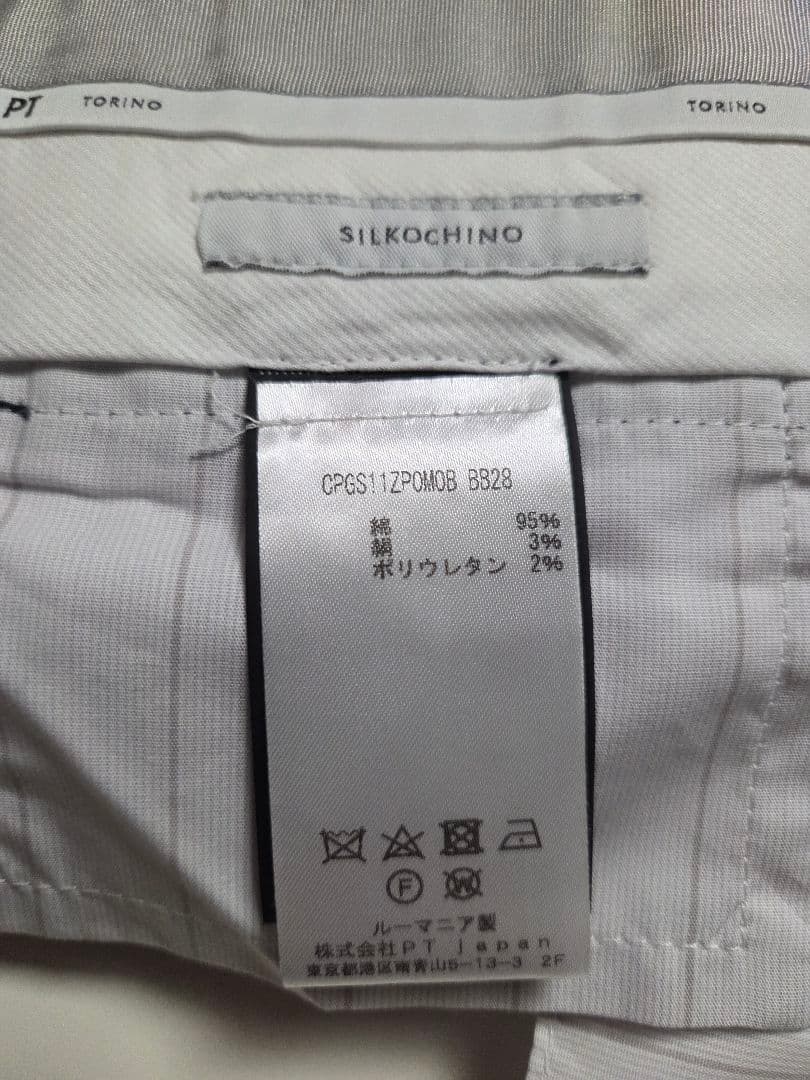 PT TORINO TORINO
SILKOCHINO
CPGS11ZP0M0B BB28
綿 95%
絹 3%
ポリウレタン 2%
F W
ルーマニア製
株式会社PT japan
東京都港区南青山5-13-3 2F